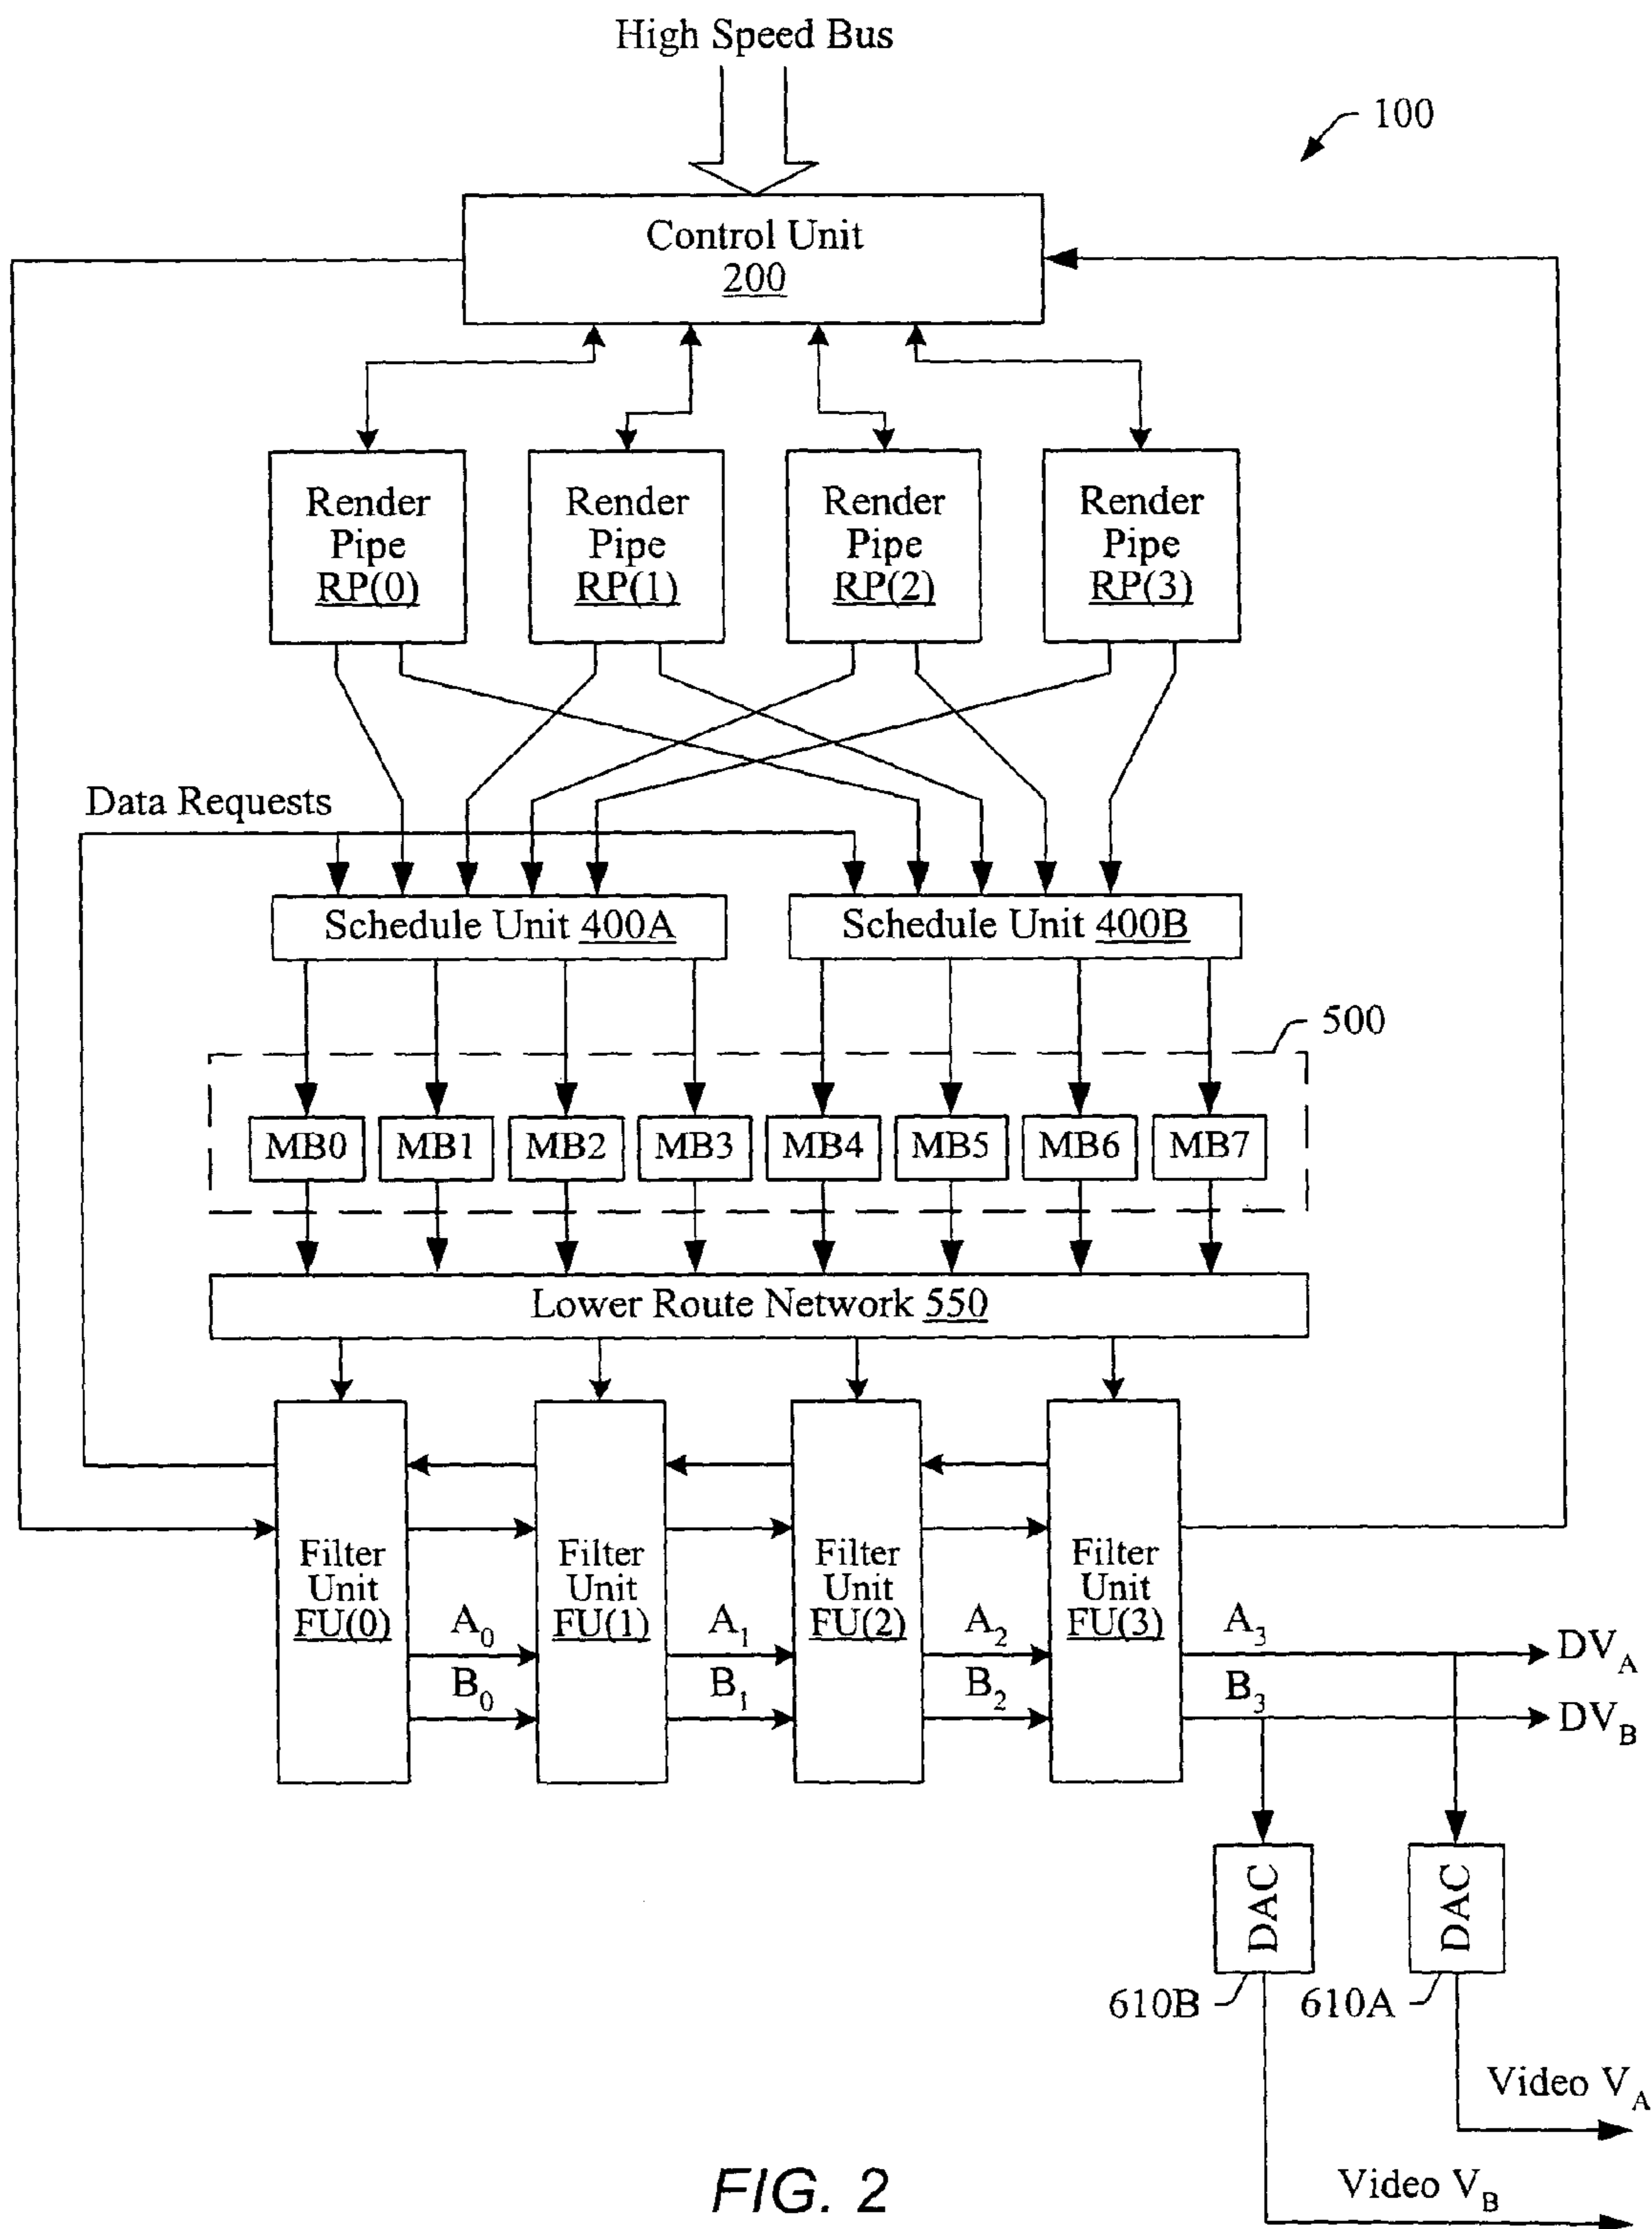 High Speed Bus
100
Control Unit
200
Render
Pipe
RP(0)
Render
Pipe
RP(1)
Render
Pipe
RP(2)
Render
Pipe
RP(3)
Data Requests
Schedule Unit 400A
Schedule Unit 400B
500
MB0
MB1
MB2
MB3
MB4
MB5
MB6
MB7
Lower Route Network 550
Filter
Unit
FU(0)
A0
B0
Filter
Unit
FU(1)
A1
B1
Filter
Unit
FU(2)
A2
B2
Filter
Unit
FU(3)
A3
B3
DVA
DVB
DAC
DAC
610B
610A
Video VA
Video VB
FIG. 2